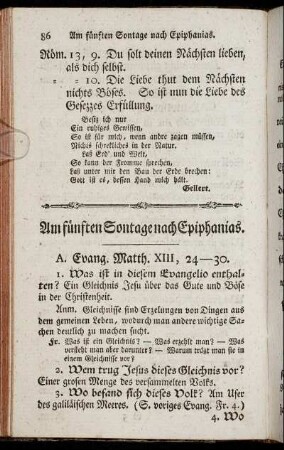 86 Am fünften Sontage nach Epiphanias.
Röm. 13, 9. Du solt deinen Nächsten lieben,
als dich selbst.
= = 10. Die Liebe thut dem Nächsten
nichts Böses. So ist nun die Liebe des
Gesezzes Erfüllung.
Besiz ich nur
Ein ruhiges Gewissen,
So ist für mich, wenn andre zagen müssen,
Nichts schrekliches in der Natur.
Laß Erd' und Welt,
So kann der Fromme sprechen,
Laß unter mir den Bau der Erde brechen:
Gott ist es, dessen Hand mich hält.
Gellert.
Am fünften Sontage nach Epiphanias.
A. Evang. Matth. XIII, 24—30.
1. Was ist in diesem Evangelio enthal-
ten? Ein Gleichnis Jesu über das Gute und Böse
in der Christenheit.
Anm. Gleichnisse sind Erzelungen von Dingen aus
dem gemeinen Leben, wodurch man andere wichtige Sa-
chen deutlich zu machen sucht.
Fr. Was ist ein Gleichnis? — Was erzehlt man? — Was
versteht man aber darunter? — Warum trägt man sie in
einem Gleichnisse vor?
2. Wem trug Jesus dieses Gleichnis vor?
Einer grosen Menge des versammelten Volks.
3. Wo befand sich dieses Volk? Am User
des galiläischen Meeres. (S. voriges Evang. Fr. 4.)
4. Wo